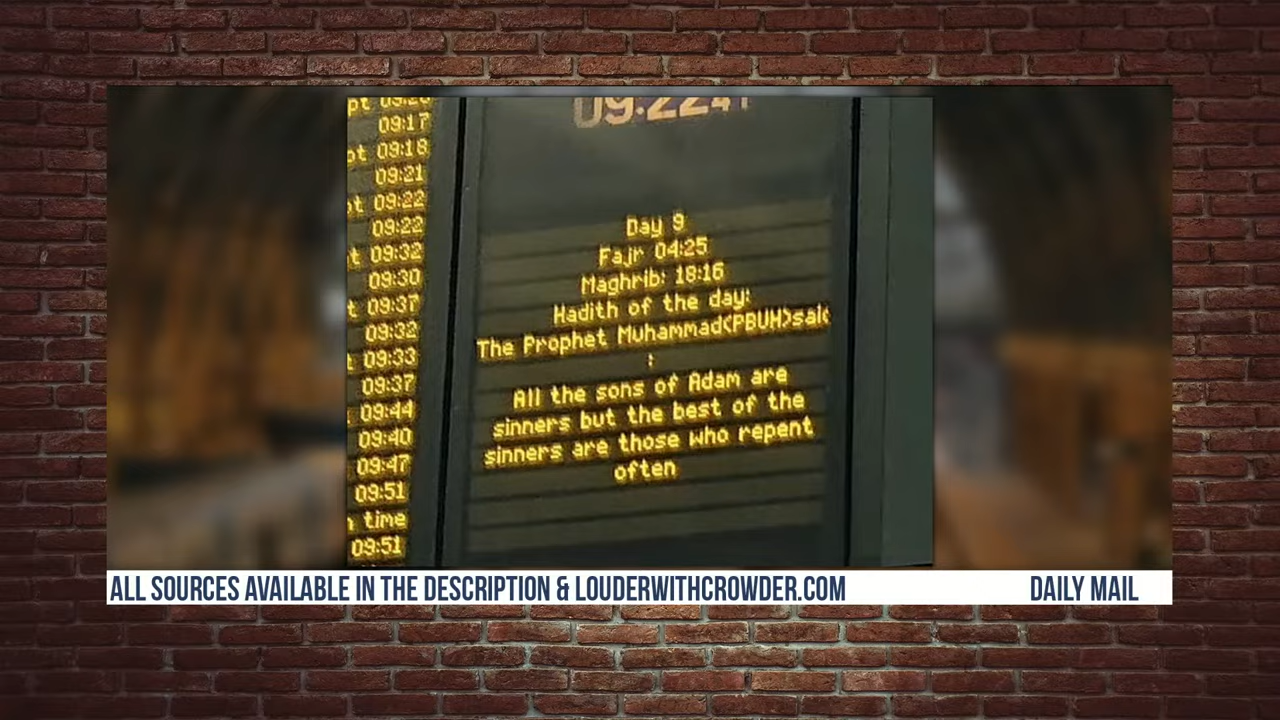 09:17
09:18
09:21
09:22
09:22
09:32
09:30
09:37
09:32
09:33
09:37
09:44
09:40
09:47
09:51
time
09:51
09:22
Day 9
Fajr 04:25
Maghrib: 18:16
Hadith of the day:
The Prophet Muhammad(PBUH)said
:
All the sons of Adam are
sinners but the best of the
sinners are those who repent
often
ALL SOURCES AVAILABLE IN THE DESCRIPTION & LOUDERWITHCROWDER.COM
DAILY MAIL